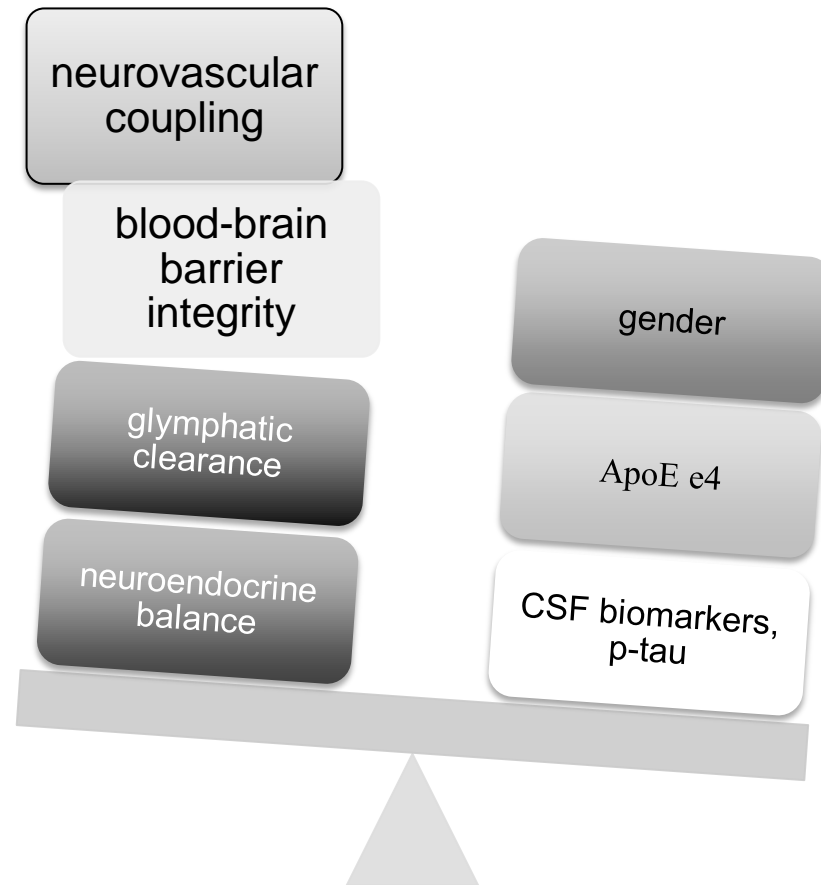 neurovascular
coupling
blood-brain
barrier
integrity
glymphatic
clearance
neuroendocrine
balance
gender
ApoE e4
CSF biomarkers,
p-tau